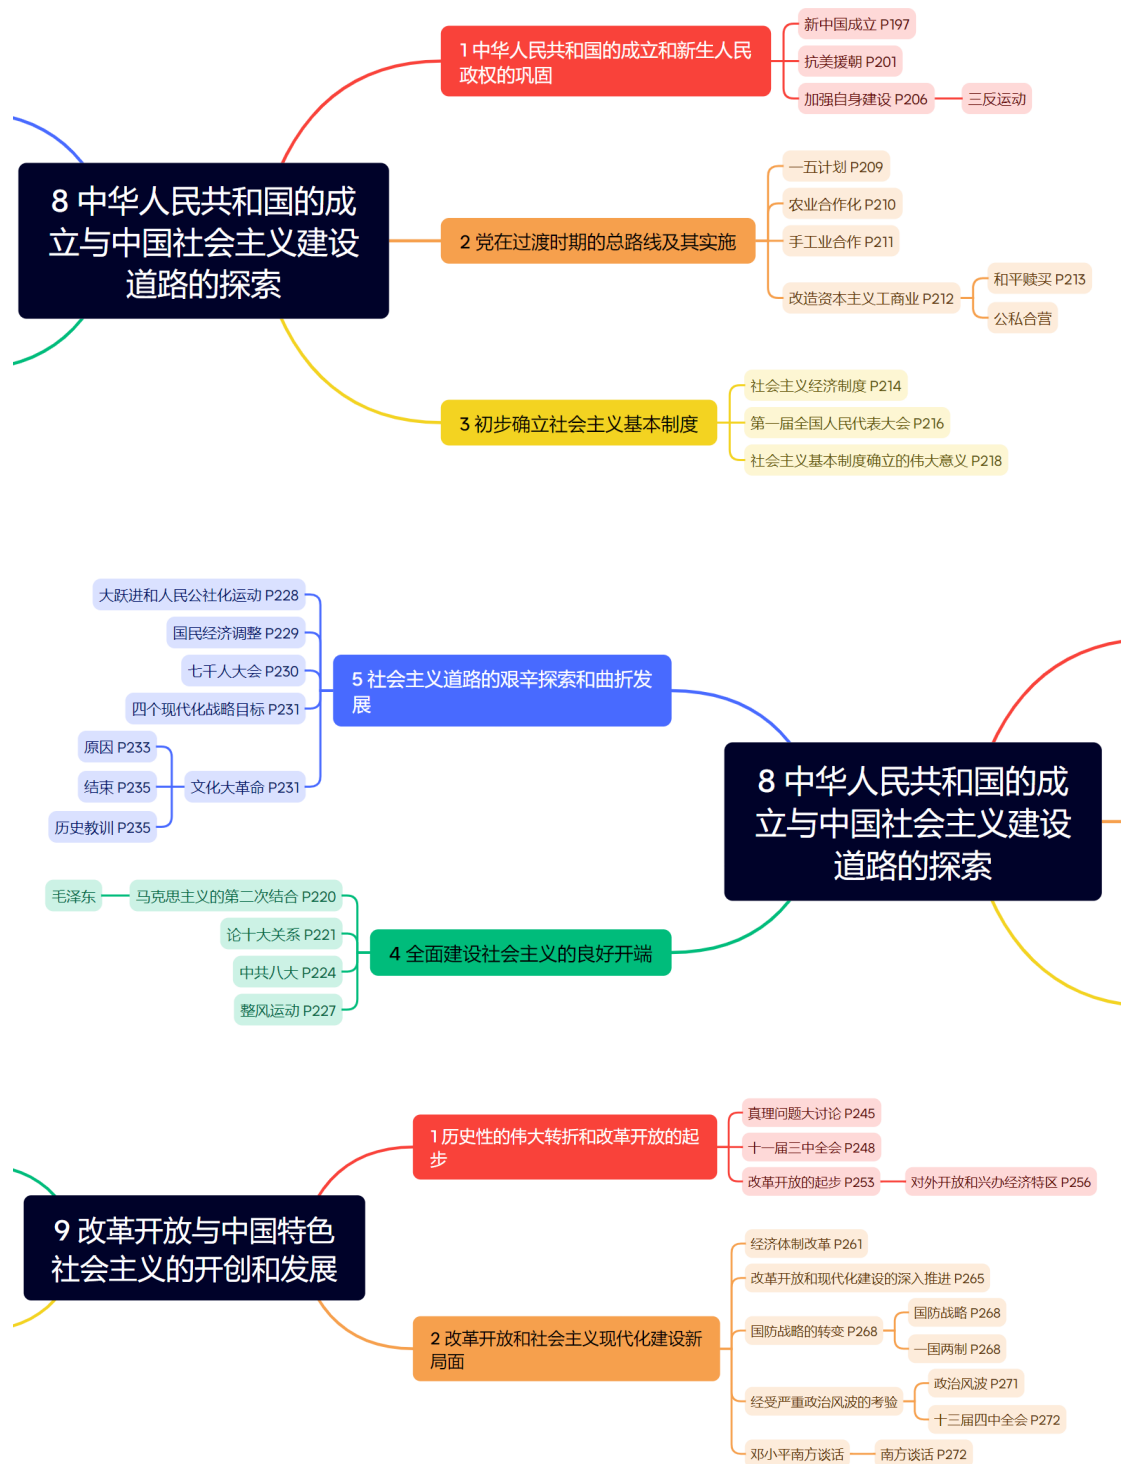 8 中华人民共和国的成
立与中国社会主义建设
道路的探索
1 中华人民共和国的成立和新生人民
政权的巩固
新中国成立 P197
抗美援朝 P201
加强自身建设 P206
三反运动
2 党在过渡时期的总路线及其实施
一五计划 P209
农业合作化 P210
手工业合作 P211
改造资本主义工商业 P212
和平赎买 P213
公私合营
3 初步确立社会主义基本制度
社会主义经济制度 P214
第一届全国人民代表大会 P216
社会主义基本制度确立的伟大意义 P218
8 中华人民共和国的成
立与中国社会主义建设
道路的探索
5 社会主义道路的艰辛探索和曲折发
展
大跃进和人民公社化运动 P228
国民经济调整 P229
七千人大会 P230
四个现代化战略目标 P231
文化大革命 P231
原因 P233
结束 P235
历史教训 P235
4 全面建设社会主义的良好开端
马克思主义的第二次结合 P220
毛泽东
论十大关系 P221
中共八大 P224
整风运动 P227
9 改革开放与中国特色
社会主义的开创和发展
1 历史性的伟大转折和改革开放的起
步
真理问题大讨论 P245
十一届三中全会 P248
改革开放的起步 P253
对外开放和兴办经济特区 P256
2 改革开放和社会主义现代化建设新
局面
经济体制改革 P261
改革开放和现代化建设的深入推进 P265
国防战略的转变 P268
国防战略 P268
一国两制 P268
经受严重政治风波的考验
政治风波 P271
十三届四中全会 P272
邓小平南方谈话
南方谈话 P272